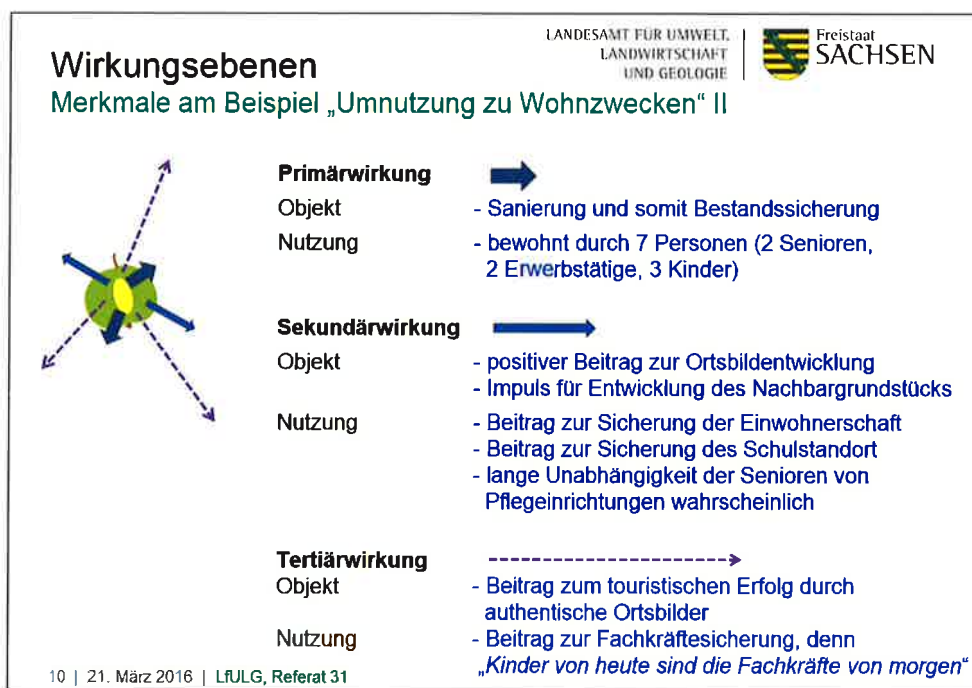 LANDESAMT FÜR UMWELT,
LANDWIRTSCHAFT
UND GEOLOGIE
Freistaat
SACHSEN
Wirkungsebenen
Merkmale am Beispiel „Umnutzung zu Wohnzwecken“ II
Primärwirkung
Objekt - Sanierung und somit Bestandssicherung
Nutzung - bewohnt durch 7 Personen (2 Senioren,
2 Erwerbstätige, 3 Kinder)
Sekundärwirkung
Objekt - positiver Beitrag zur Ortsbildentwicklung
- Impuls für Entwicklung des Nachbargrundstücks
Nutzung - Beitrag zur Sicherung der Einwohnerschaft
- Beitrag zur Sicherung des Schulstandort
- lange Unabhängigkeit der Senioren von
Pflegeeinrichtungen wahrscheinlich
Tertiärwirkung
Objekt - Beitrag zum touristischen Erfolg durch
authentische Ortsbilder
Nutzung - Beitrag zur Fachkräftesicherung, denn
„Kinder von heute sind die Fachkräfte von morgen“
10 | 21. März 2016 | LfULG, Referat 31